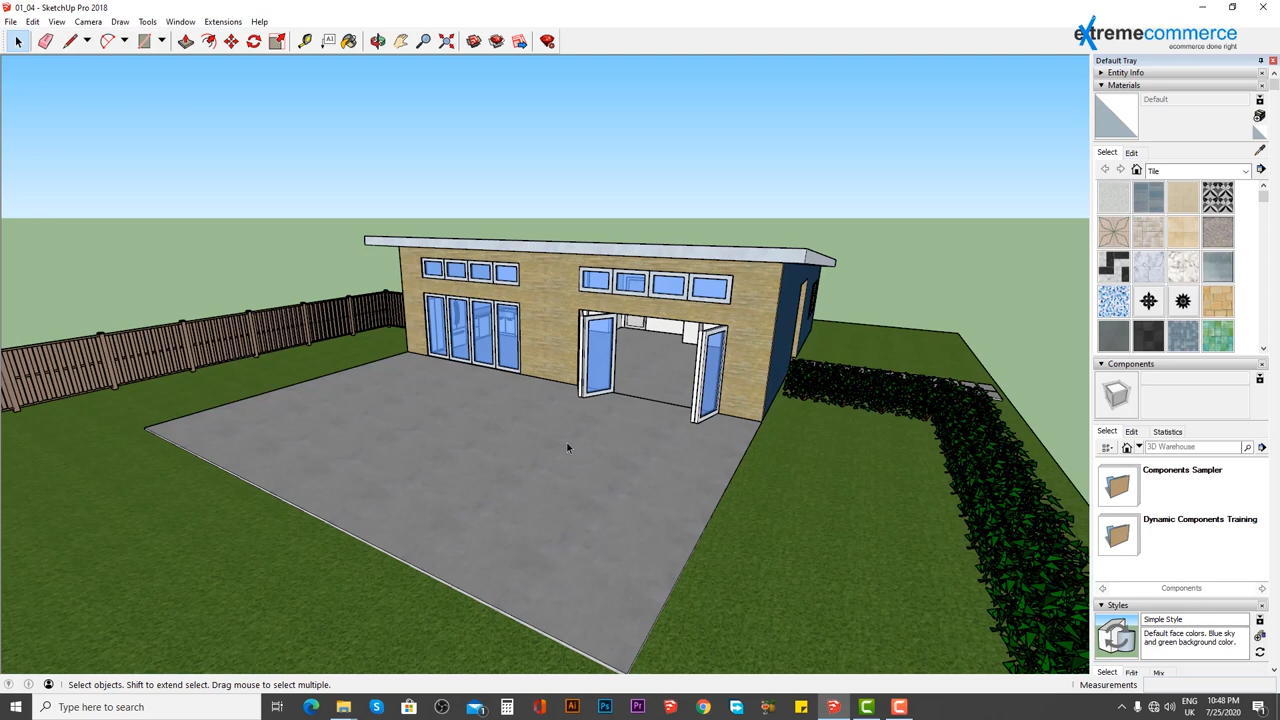 01_04 - SketchUp Pro 2018
File Edit View Camera Draw Tools Window Extensions Help
extremecommerce
ecommerce done right
Default Tray
Entity Info
Materials
Default
Select Edit
Tile
Components
Select Edit Statistics
3D Warehouse
Components Sampler
Dynamic Components Training
Components
Styles
Simple Style
Default face colors. Blue sky
and green background color.
Select Edit Mix
Select objects. Shift to extend select. Drag mouse to select multiple.
Measurements
Type here to search
Ai Ps Pr
ENG
UK
10:48 PM
7/25/2020